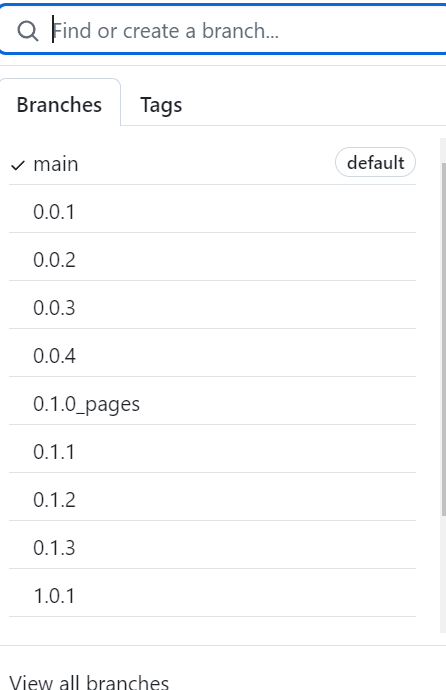 Find or create a branch...
Branches Tags
main default
0.0.1
0.0.2
0.0.3
0.0.4
0.1.0_pages
0.1.1
0.1.2
0.1.3
1.0.1
View all branches